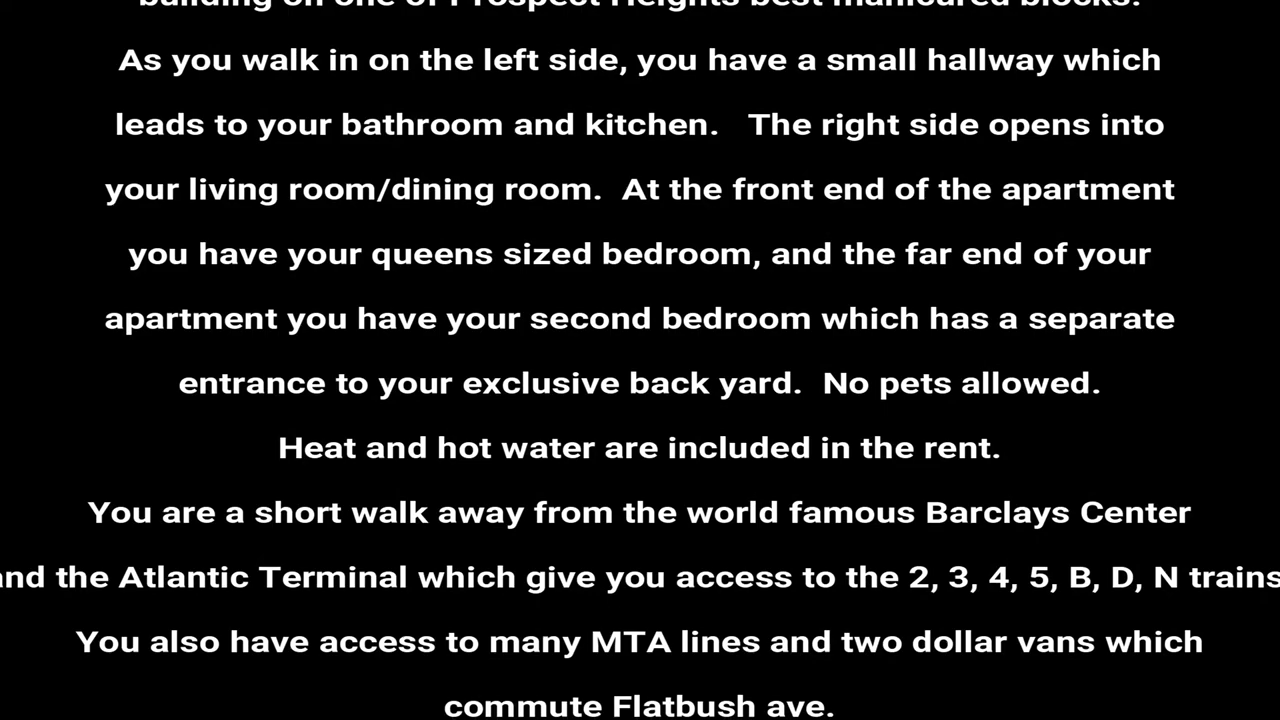 building on one of Prospect Heights best manicured blocks.
As you walk in on the left side, you have a small hallway which
leads to your bathroom and kitchen.   The right side opens into
your living room/dining room.  At the front end of the apartment
you have your queens sized bedroom, and the far end of your
apartment you have your second bedroom which has a separate
entrance to your exclusive back yard.  No pets allowed.
Heat and hot water are included in the rent.
You are a short walk away from the world famous Barclays Center
and the Atlantic Terminal which give you access to the 2, 3, 4, 5, B, D, N trains
You also have access to many MTA lines and two dollar vans which
commute Flatbush ave.